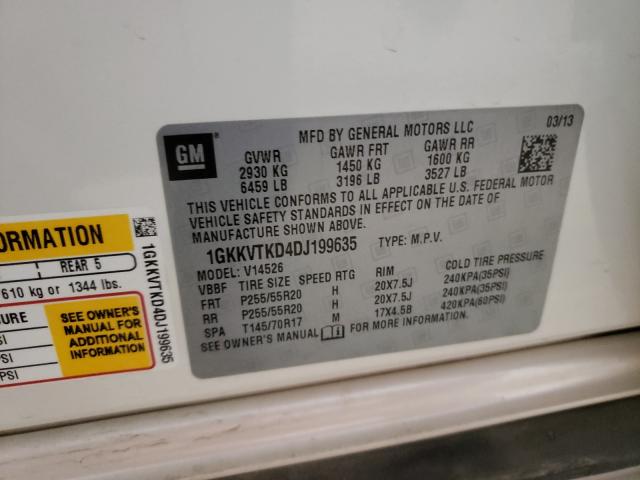 ORMATION
REAR 5
610 kg or 1344 lbs.
SURE
SI
SI
PSI
SEE OWNER'S
MANUAL FOR
ADDITIONAL
INFORMATION
1GKKVTKD4DJ199635
GM
MFD BY GENERAL MOTORS LLC
03/13
GVWR GAWR FRT GAWR RR
2930 KG 1450 KG 1600 KG
6459 LB 3196 LB 3527 LB
THIS VEHICLE CONFORMS TO ALL APPLICABLE U.S. FEDERAL MOTOR
VEHICLE SAFETY STANDARDS IN EFFECT ON THE DATE OF
MANUFACTURE SHOWN ABOVE.
1GKKVTKD4DJ199635 TYPE: M.P.V.
MODEL: V14526
VBBF TIRE SIZE SPEED RTG RIM COLD TIRE PRESSURE
FRT P255/55R20 H 20X7.5J 240KPA(35PSI)
RR P255/55R20 H 20X7.5J 240KPA(35PSI)
SPA T145/70R17 M 17X4.5B 420KPA(60PSI)
SEE OWNER'S MANUAL FOR MORE INFORMATION.